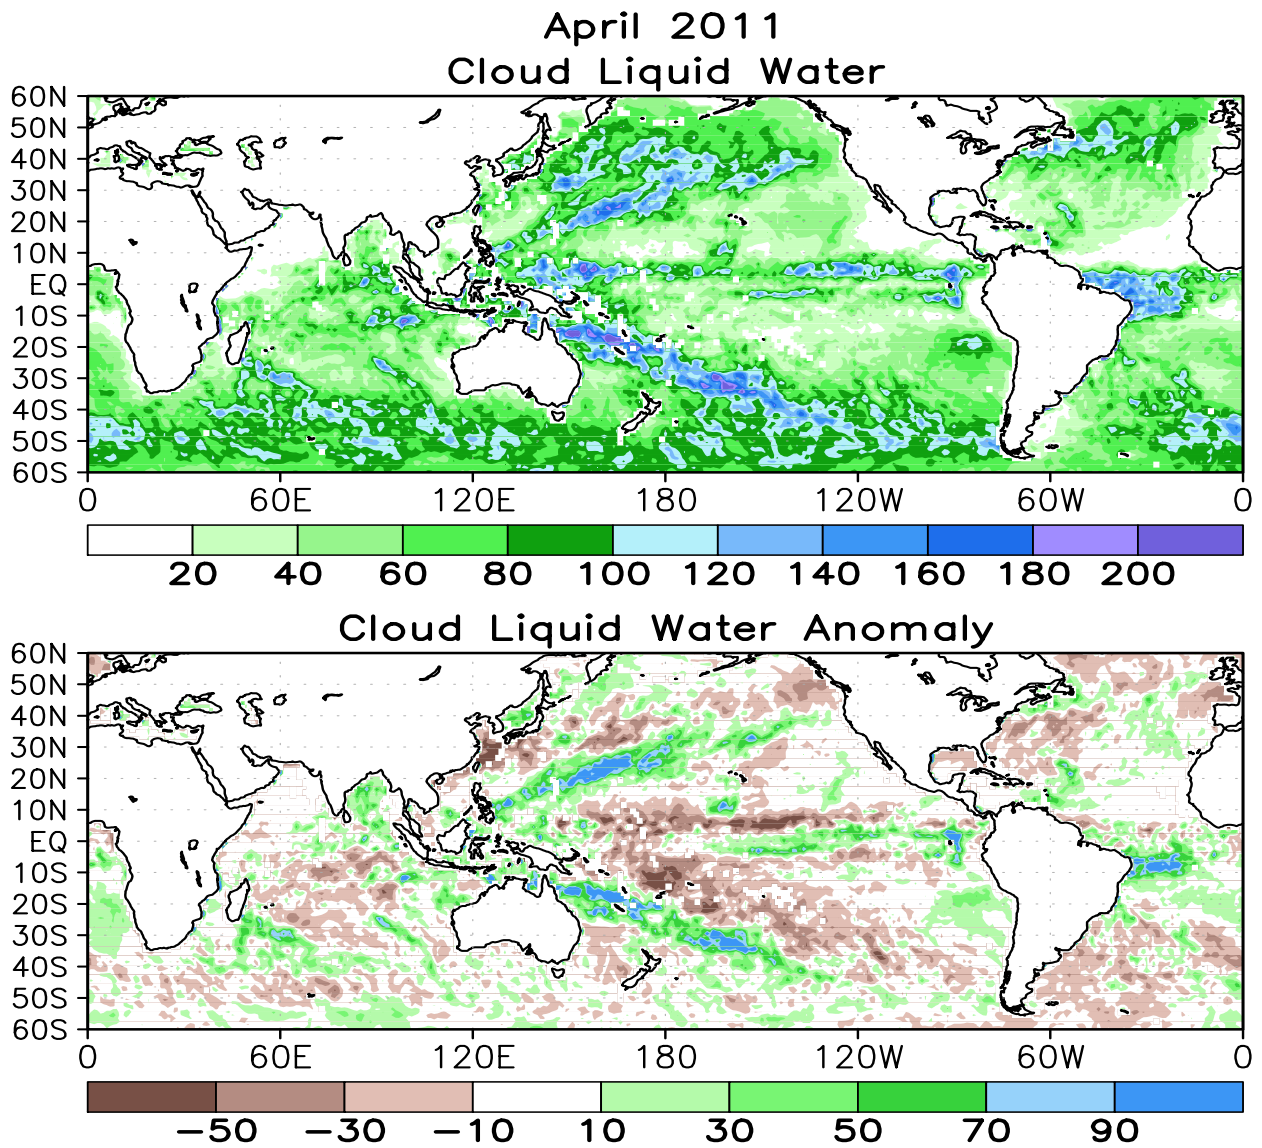 April 2011
Cloud Liquid Water
60N
50N
40N
30N
20N
10N
EQ
10S
20S
30S
40S
50S
60S
0 60E 120E 180 120W 60W 0
20 40 60 80 100 120 140 160 180 200
Cloud Liquid Water Anomaly
60N
50N
40N
30N
20N
10N
EQ
10S
20S
30S
40S
50S
60S
0 60E 120E 180 120W 60W 0
−50 −30 −10 10 30 50 70 90